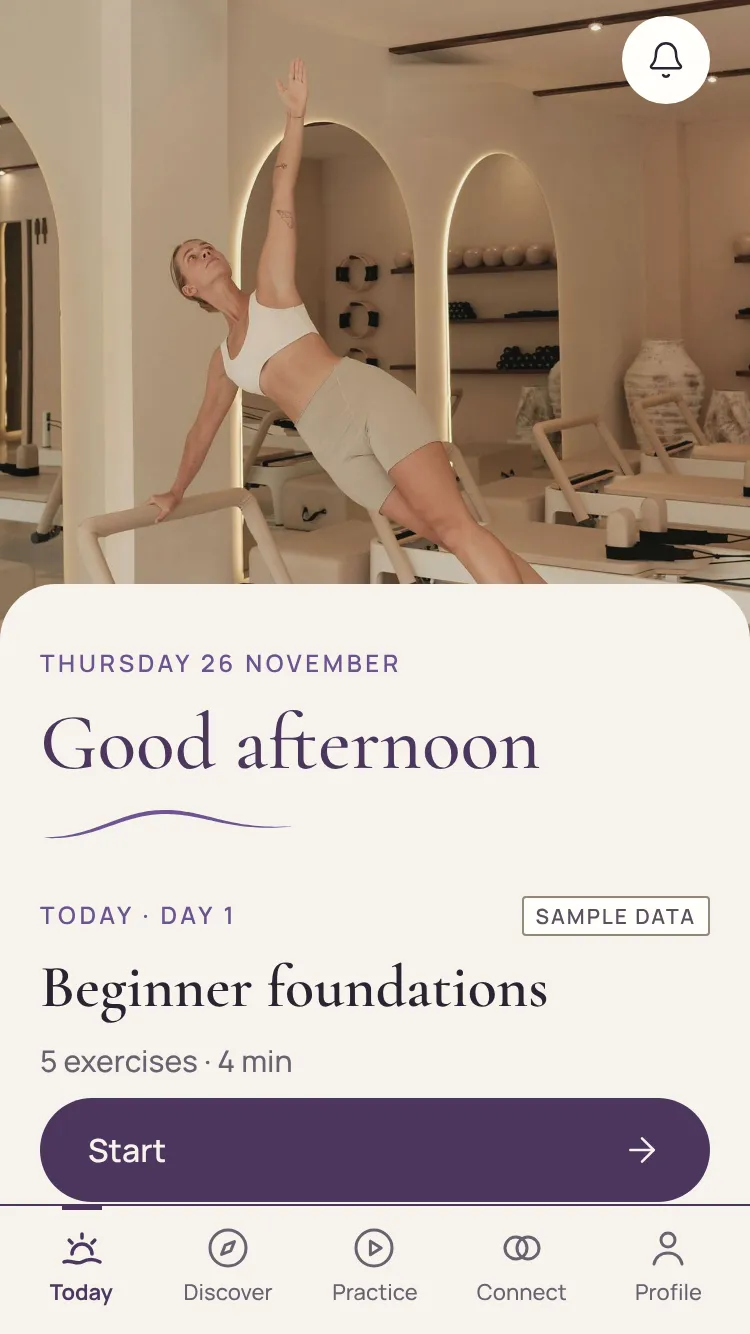 THURSDAY 26 NOVEMBER
Good afternoon
TODAY · DAY 1
SAMPLE DATA
Beginner foundations
5 exercises · 4 min
Start
Today
Discover
Practice
Connect
Profile